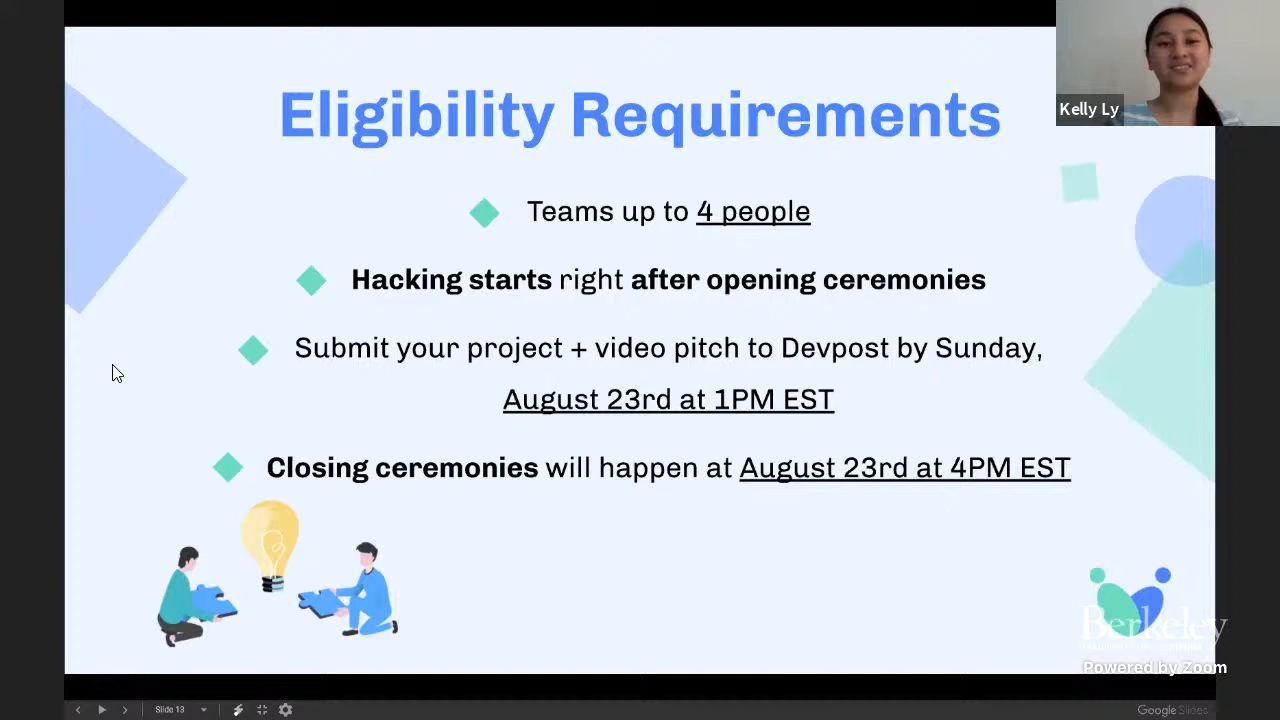 Eligibility Requirements
Kelly Ly
Teams up to 4 people
Hacking starts right after opening ceremonies
Submit your project + video pitch to Devpost by Sunday,
August 23rd at 1PM EST
Closing ceremonies will happen at August 23rd at 4PM EST
Berkeley
Powered by Zoom
Slide 13
Google Slides